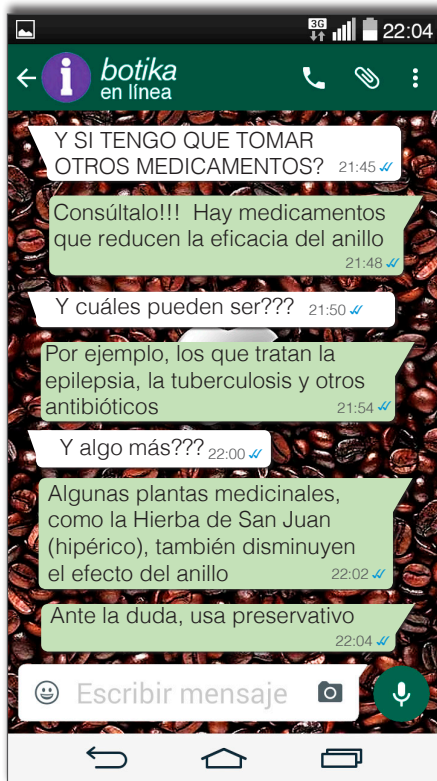 3G 22:04
i botika
en línea
Y SI TENGO QUE TOMAR
OTROS MEDICAMENTOS? 21:45
Consúltalo!!! Hay medicamentos
que reducen la eficacia del anillo
21:48
Y cuáles pueden ser??? 21:50
Por ejemplo, los que tratan la
epilepsia, la tuberculosis y otros
antibióticos 21:54
Y algo más??? 22:00
Algunas plantas medicinales,
como la Hierba de San Juan
(hipérico), también disminuyen
el efecto del anillo 22:02
Ante la duda, usa preservativo
22:04
Escribir mensaje